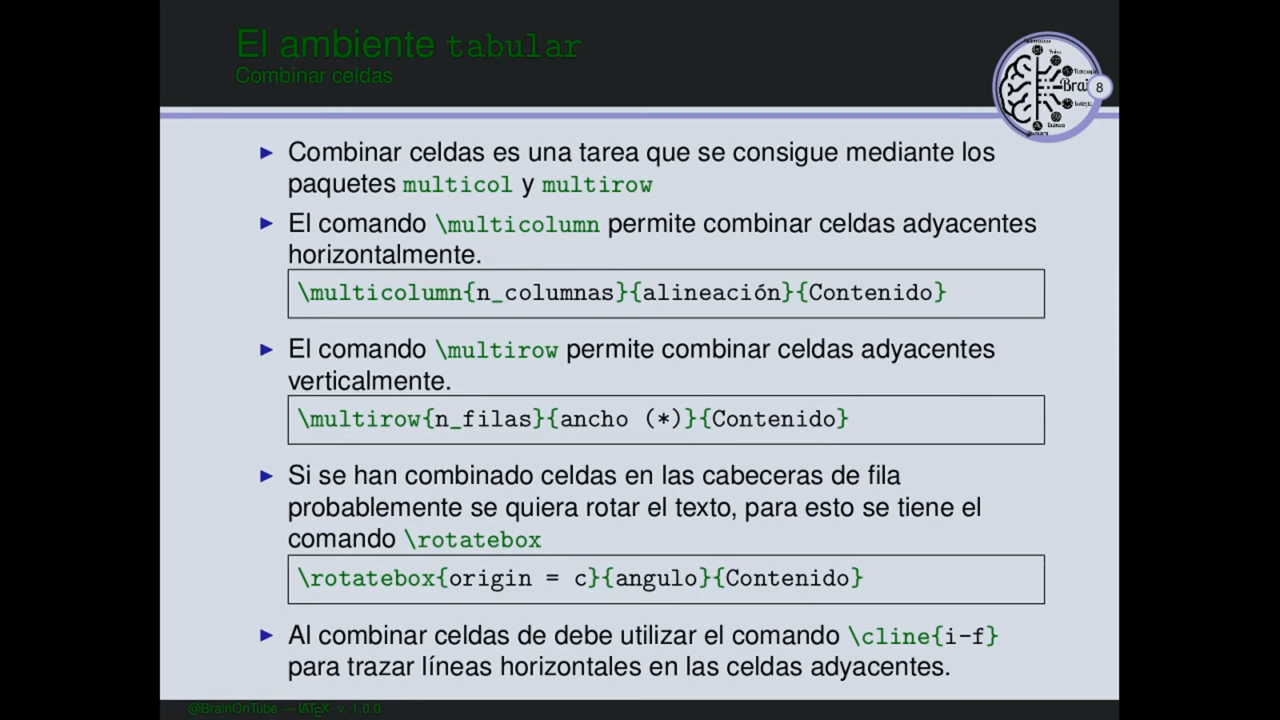 El ambiente tabular
Combinar celdas
Brai
8
▶ Combinar celdas es una tarea que se consigue mediante los
paquetes multicol y multirow
▶ El comando \multicolumn permite combinar celdas adyacentes
horizontalmente.
\multicolumn{n_columnas}{alineación}{Contenido}
▶ El comando \multirow permite combinar celdas adyacentes
verticalmente.
\multirow{n_filas}{ancho (*)}{Contenido}
▶ Si se han combinado celdas en las cabeceras de fila
probablemente se quiera rotar el texto, para esto se tiene el
comando \rotatebox
\rotatebox{origin = c}{angulo}{Contenido}
▶ Al combinar celdas de debe utilizar el comando \cline{i-f}
para trazar líneas horizontales en las celdas adyacentes.
@BrainOnTube — LATEX- v. 1.0.0